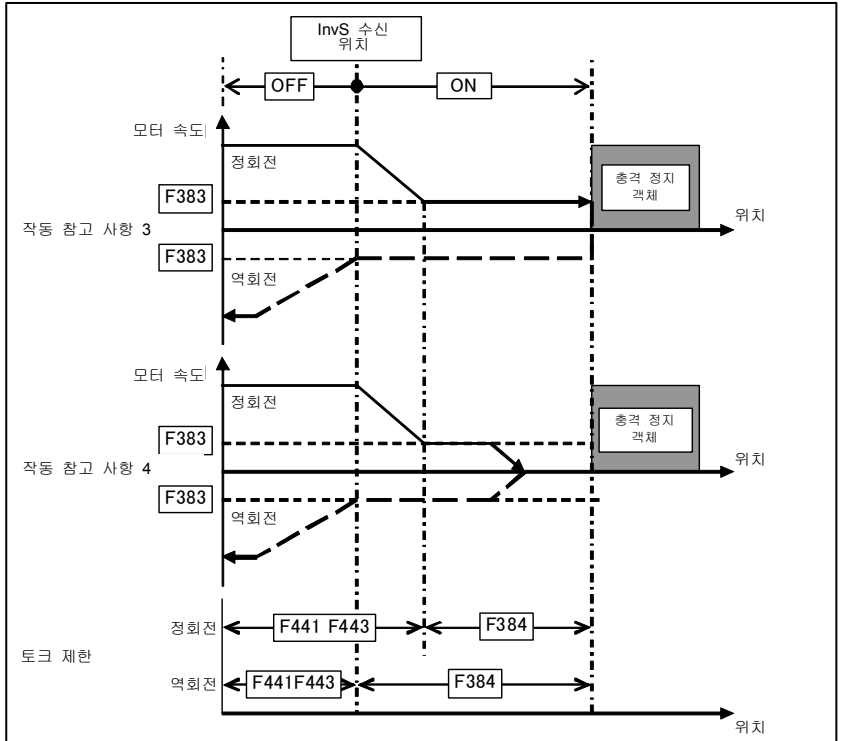 InvS 수신
위치
OFF
ON
모터 속도
정회전
충격 정지
객체
F383
위치
작동 참고 사항 3
F383
역회전
모터 속도
정회전
충격 정지
객체
F383
위치
작동 참고 사항 4
F383
역회전
정회전
F441 F443
F384
토크 제한
역회전
F441F443
F384
위치